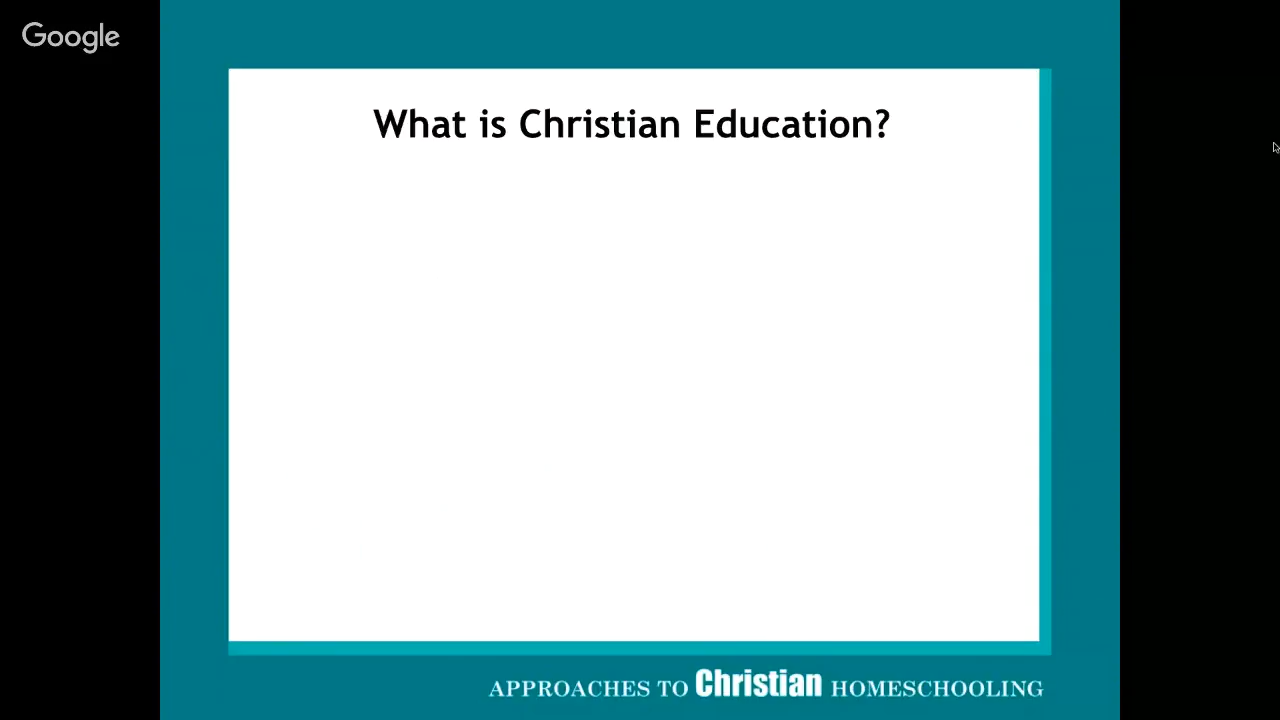 Google
What is Christian Education?
APPROACHES TO Christian HOMESCHOOLING